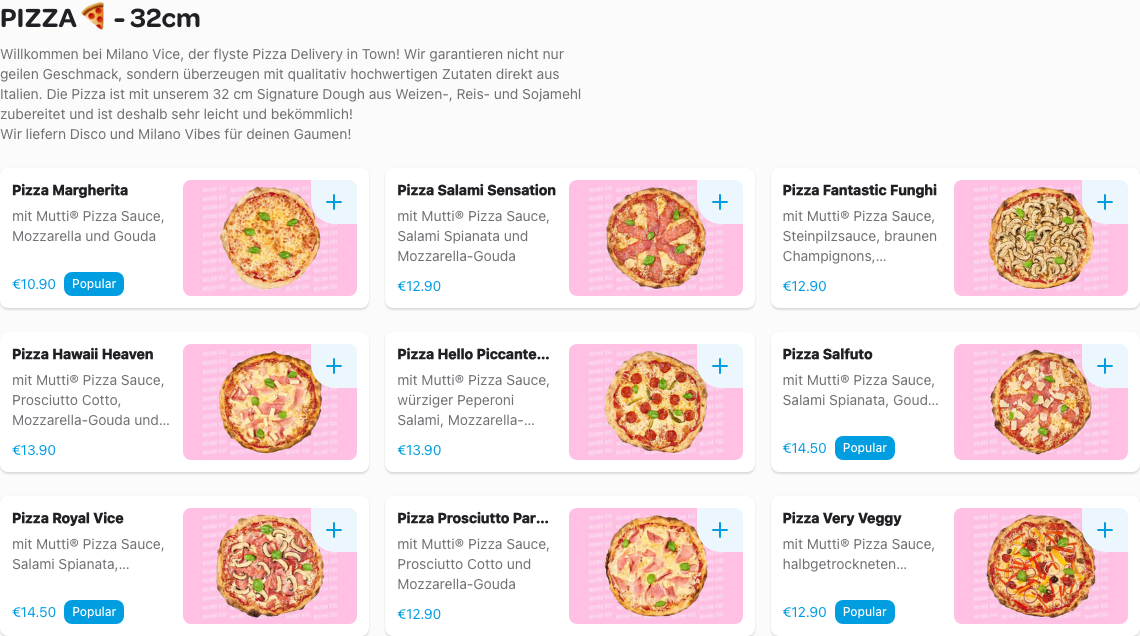 PIZZA🍕 - 32cm
Willkommen bei Milano Vice, der flyste Pizza Delivery in Town! Wir garantieren nicht nur
geilen Geschmack, sondern überzeugen mit qualitativ hochwertigen Zutaten direkt aus
Italien. Die Pizza ist mit unserem 32 cm Signature Dough aus Weizen-, Reis- und Sojamehl
zubereitet und ist deshalb sehr leicht und bekömmlich!
Wir liefern Disco und Milano Vibes für deinen Gaumen!
Pizza Margherita
mit Mutti® Pizza Sauce,
Mozzarella und Gouda
€10.90 Popular
Pizza Salami Sensation
mit Mutti® Pizza Sauce,
Salami Spianata und
Mozzarella-Gouda
€12.90
Pizza Fantastic Funghi
mit Mutti® Pizza Sauce,
Steinpilzsauce, braunen
Champignons,...
€12.90
Pizza Hawaii Heaven
mit Mutti® Pizza Sauce,
Prosciutto Cotto,
Mozzarella-Gouda und...
€13.90
Pizza Hello Piccante...
mit Mutti® Pizza Sauce,
würziger Peperoni
Salami, Mozzarella-...
€13.90
Pizza Salfuto
mit Mutti® Pizza Sauce,
Salami Spianata, Goud...
€14.50 Popular
Pizza Royal Vice
mit Mutti® Pizza Sauce,
Salami Spianata,...
€14.50 Popular
Pizza Prosciutto Par...
mit Mutti® Pizza Sauce,
Prosciutto Cotto und
Mozzarella-Gouda
€12.90
Pizza Very Veggy
mit Mutti® Pizza Sauce,
halbgetrockneten...
€12.90 Popular